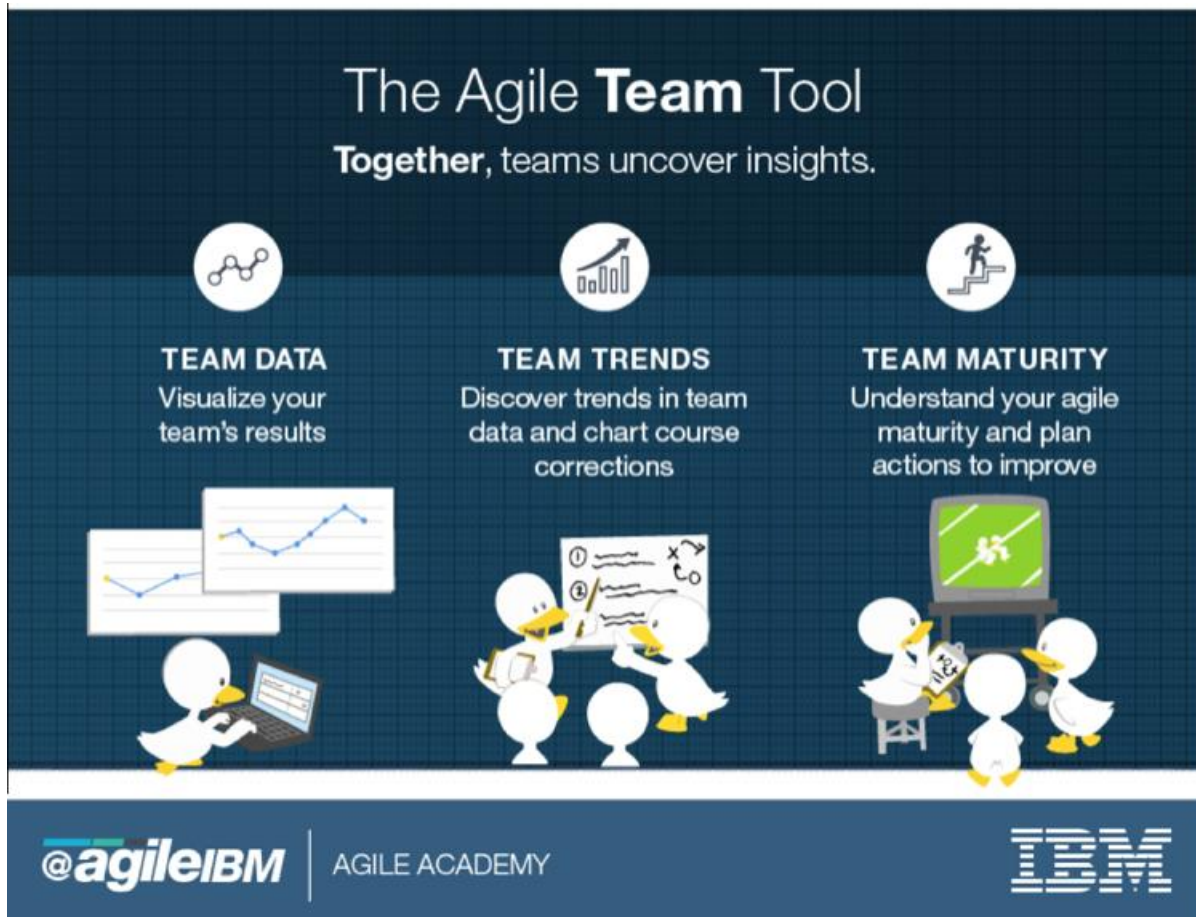 The Agile Team Tool
Together, teams uncover insights.
TEAM DATA
Visualize your
team's results
TEAM TRENDS
Discover trends in team
data and chart course
corrections
TEAM MATURITY
Understand your agile
maturity and plan
actions to improve
1
2
X
O
@agileIBM
AGILE ACADEMY
IBM